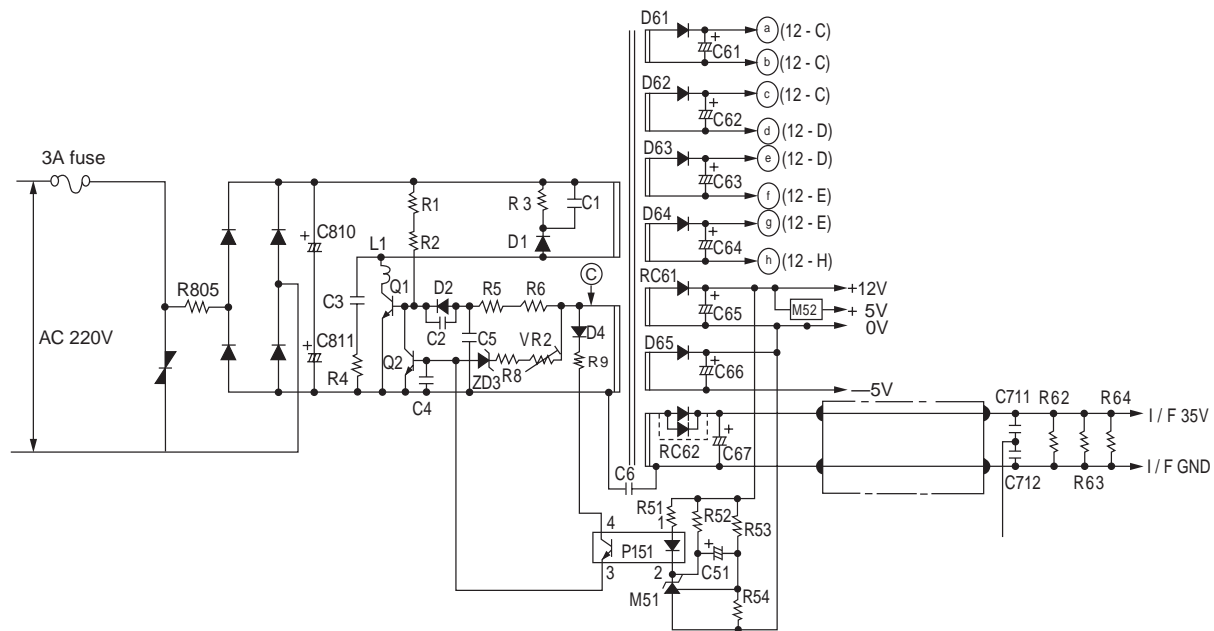 D61
+
C61
a (12 - C)
b (12 - C)
D62
+
C62
c (12 - C)
d (12 - D)
D63
+
C63
e (12 - D)
f (12 - E)
D64
+
C64
g (12 - E)
h (12 - H)
RC61
+
C65
+12V
M52
+ 5V
0V
D65
+
C66
—5V
RC62
+
C67
C711
R62
R64
I / F 35V
C712
R63
I / F GND
3A fuse
AC 220V
R805
+
C810
+
C811
R1
R2
R 3
C1
D1
L1
Q1
C3
R4
D2
C2
R5
R6
C
C5
VR2
D4
R9
Q2
ZD3
R8
C4
C6
R51
R52
R53
4
1
P151
3
2
+
C51
M51
R54